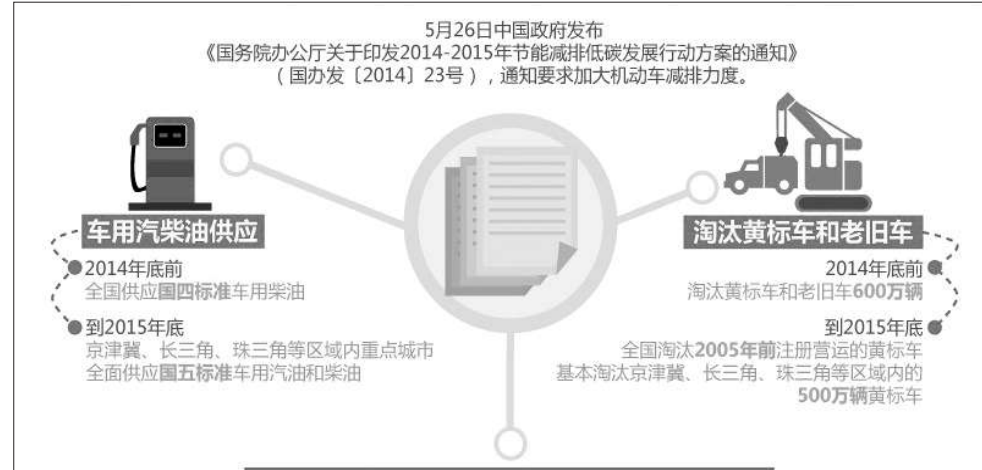 5月26日中国政府发布
《国务院办公厅关于印发2014-2015年节能减排低碳发展行动方案的通知》
（国办发〔2014〕23号），通知要求加大机动车减排力度。
车用汽柴油供应
2014年底前
全国供应国四标准车用柴油
到2015年底
京津冀、长三角、珠三角等区域内重点城市
全面供应国五标准车用汽油和柴油
淘汰黄标车和老旧车
2014年底前
淘汰黄标车和老旧车600万辆
到2015年底
全国淘汰2005年前注册营运的黄标车
基本淘汰京津冀、长三角、珠三角等区域内的
500万辆黄标车